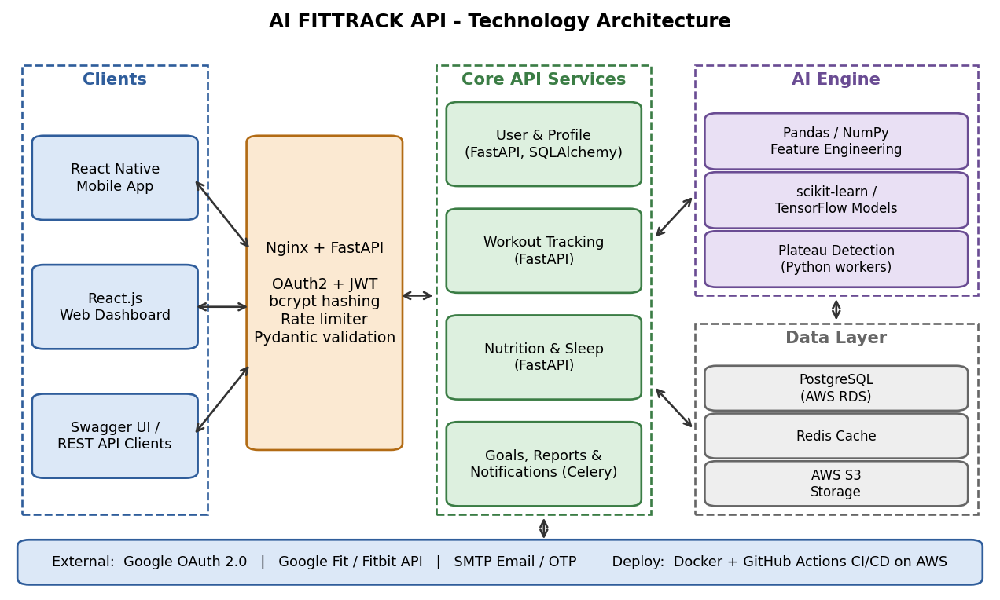 AI FITTRACK API - Technology Architecture
Clients
React Native
Mobile App
React.js
Web Dashboard
Swagger UI /
REST API Clients
Nginx + FastAPI
OAuth2 + JWT
bcrypt hashing
Rate limiter
Pydantic validation
Core API Services
User & Profile
(FastAPI, SQLAlchemy)
Workout Tracking
(FastAPI)
Nutrition & Sleep
(FastAPI)
Goals, Reports &
Notifications (Celery)
AI Engine
Pandas / NumPy
Feature Engineering
scikit-learn /
TensorFlow Models
Plateau Detection
(Python workers)
Data Layer
PostgreSQL
(AWS RDS)
Redis Cache
AWS S3
Storage
External:  Google OAuth 2.0   |   Google Fit / Fitbit API   |   SMTP Email / OTP        Deploy:  Docker + GitHub Actions CI/CD on AWS